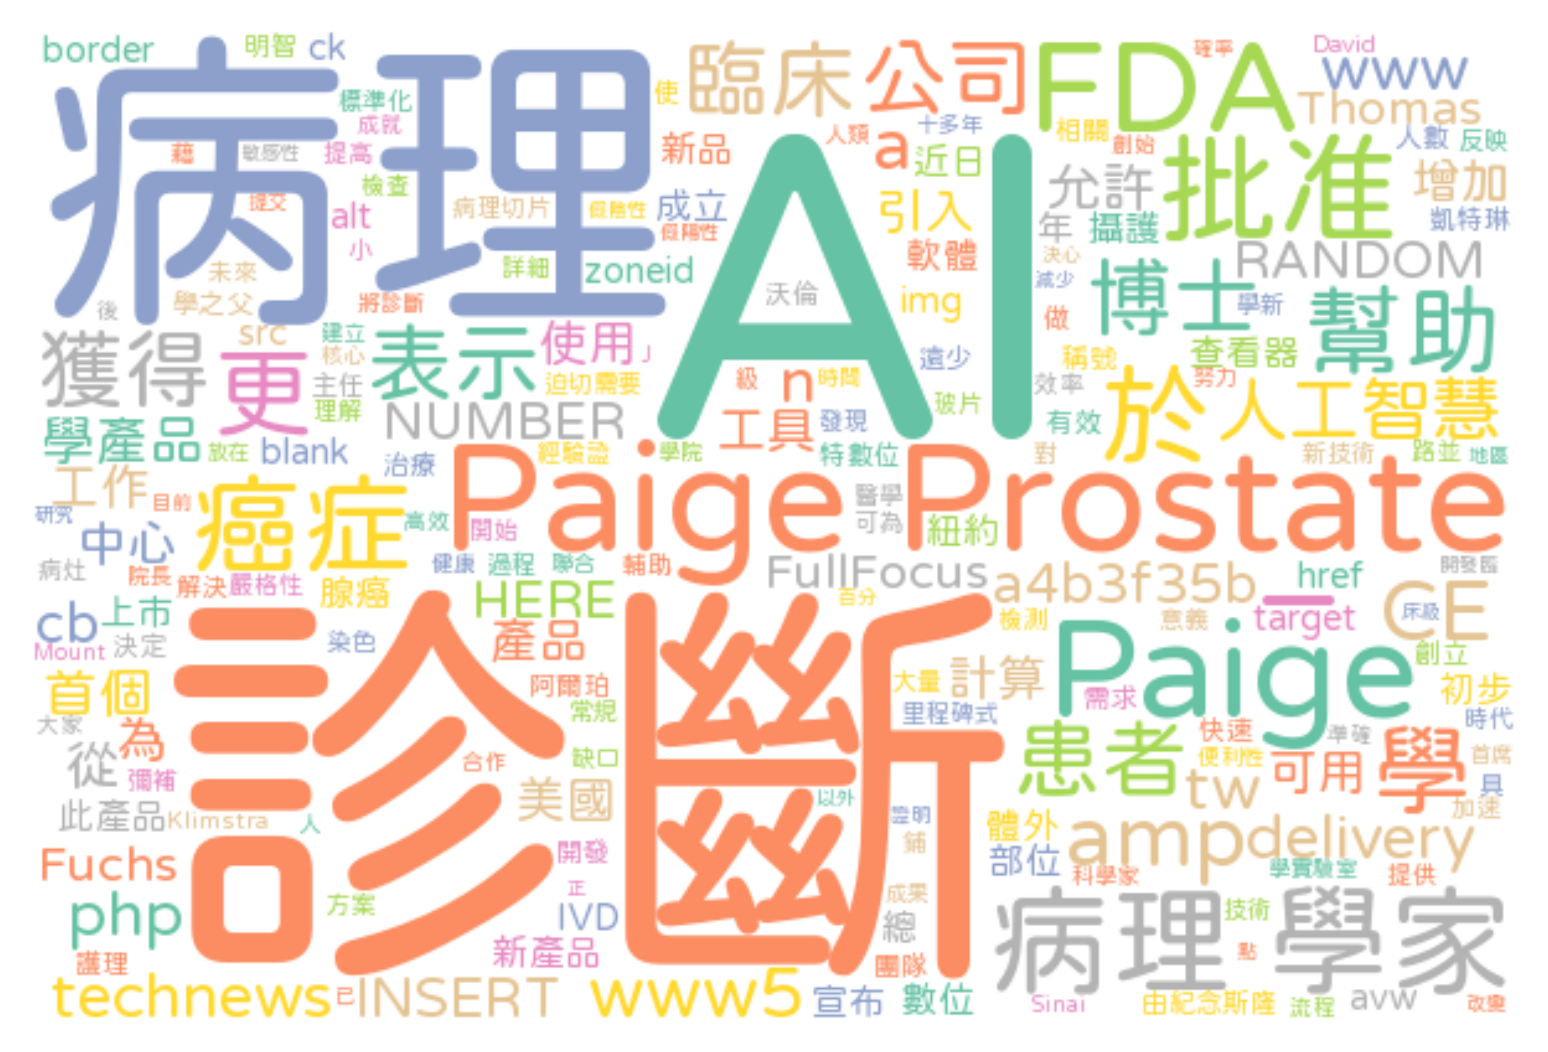 border 明智 ck 臨床 公司 FDA 確率 David www
病理 標準化 使 Thomas
成就 新品 人類 a 十多年 相關 創始 批准 人數 反映
藉 敏感性 提高 近日 允許 增加
檢查 提交 alt 病理切片 假陰性 成立 AI 引入 年 攝護 凱特琳
小 假陽性 軟體 決心 RANDOM
未來 詳細 zoneid 沃倫 img 減少 博士 學新 幫助
後 學之父 將診斷 做
獲得 src 建立 表示 使用」 遠少 稱號 查看器
更 核心 主任 迫切需要 級 n 時間 效率 努力
理解 NUMBER 工具 發現 玻片 有效 於 人工智慧
學產品 放在 blank 治療 經驗證 學院 特數位 對 新技術 路並 地區
工作 目前 癌症 Paige Prostate 醫學
研究 中心 高效 開始 可為 紐約
病灶 院長 解決 嚴格性 腺癌 健康 過程 聯合 輔助 FullFocus a4b3f35b href 開發區
cb 上市 HERE 百分 檢測 意義 target CE 床級
Mount 決定 診斷 染色 產品 Paige 創立
首個 阿爾珀 大量 計算 需求 初步
大家 為 常規 里程碑式 患者 快速 準確 學 時代
從 彌補 合作 缺口 便利性 可用 首席
此產品 Klimstra 人 美國 以外 證明 tw 具 加速
Fuchs 開發 鋪 體外 部位 amp delivery
php 方案 正 IVD 成果 科學家 學實驗室 提供
護理 新產品 總 團隊 病理學家 技術 點
technews 已 INSERT www5 宣布 數位 Sinai 由紀念斯隆 流程 avw 改變